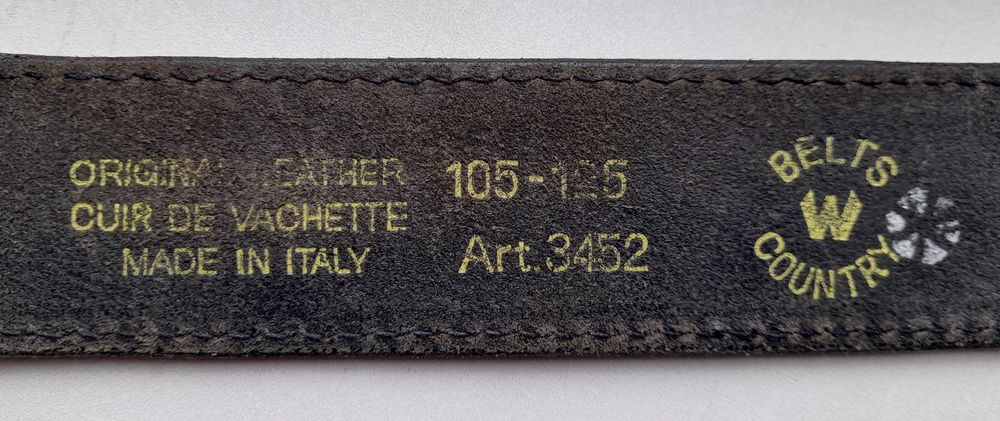 ORIGINAL LEATHER
CUIR DE VACHETTE
MADE IN ITALY
105-125
Art.3452
BELTS
W
COUNTRY